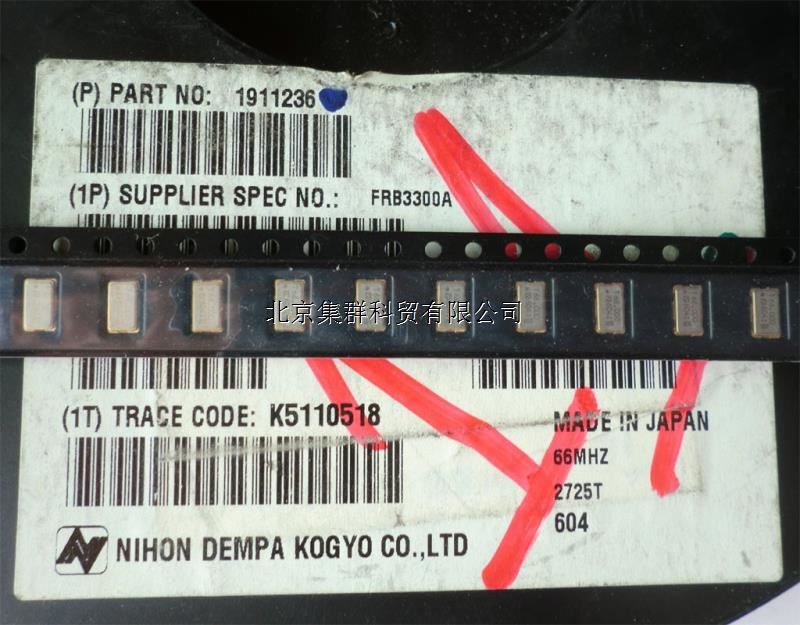 (P) PART NO: 1911236
(1P) SUPPLIER SPEC NO.: FRB3300A
北京集群科贸有限公司
(1T) TRACE CODE: K5110518
MADE IN JAPAN
66MHZ
2725T
604
NIHON DEMPA KOGYO CO.,LTD